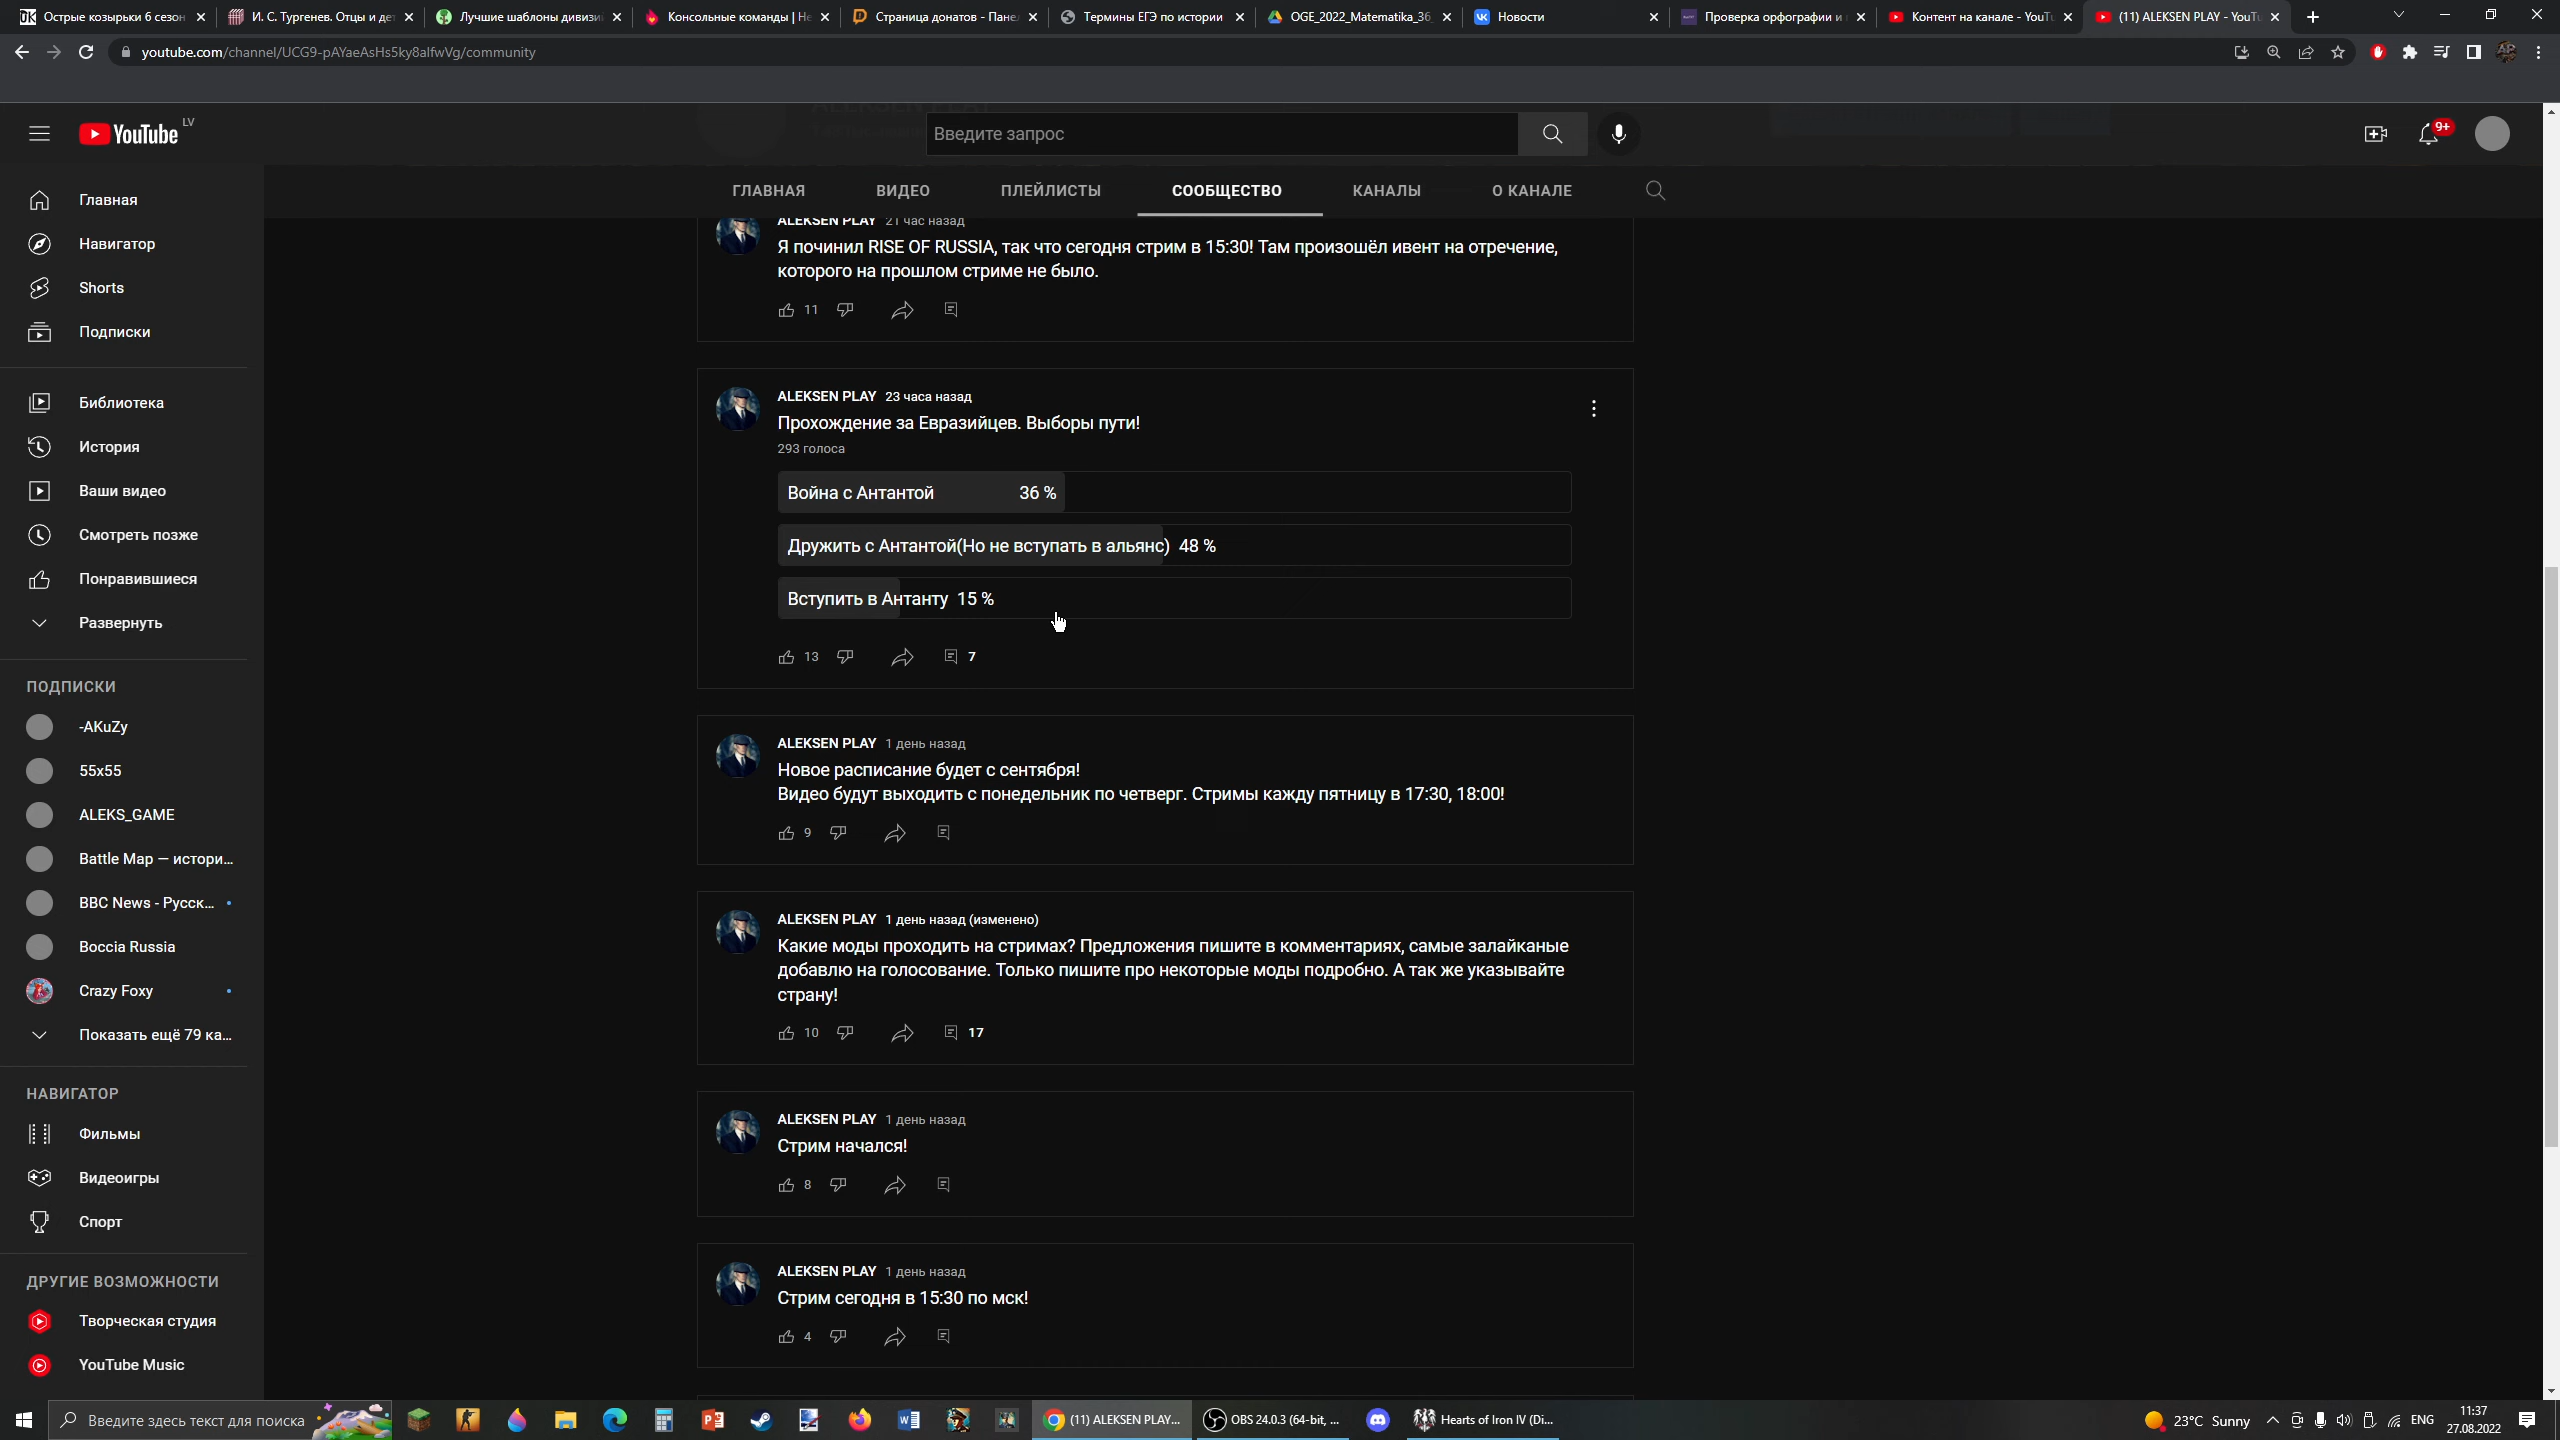 Острые козырьки 6 сезон
И. С. Тургенев. Отцы и де
Лучшие шаблоны дивизи
Консольные команды | He
Страница донатов - Пане
Термины ЕГЭ по истории
OGE_2022_Matematika_36_
Новости
Проверка орфографии и
Контент на канале - YouTu
(11) ALEKSEN PLAY - YouTu
youtube.com/channel/UCG9-pAYaeAsHs5ky8alfwVg/community
YouTube LV
Введите запрос
9+
ГЛАВНАЯ
ВИДЕО
ПЛЕЙЛИСТЫ
СООБЩЕСТВО
КАНАЛЫ
О КАНАЛЕ
Главная
Навигатор
Shorts
Подписки
Библиотека
История
Ваши видео
Смотреть позже
Понравившиеся
Развернуть
ПОДПИСКИ
-AKuZy
55x55
ALEKS_GAME
Battle Map — истори...
BBC News - Русск...
Boccia Russia
Crazy Foxy
Показать ещё 79 ка...
НАВИГАТОР
Фильмы
Видеоигры
Спорт
ДРУГИЕ ВОЗМОЖНОСТИ
Творческая студия
YouTube Music
ALEKSEN PLAY 21 час назад
Я починил RISE OF RUSSIA, так что сегодня стрим в 15:30! Там произошёл ивент на отречение,
которого на прошлом стриме не было.
11
ALEKSEN PLAY 23 часа назад
Прохождение за Евразийцев. Выборы пути!
293 голоса
Война с Антантой 36 %
Дружить с Антантой(Но не вступать в альянс) 48 %
Вступить в Антанту 15 %
13 7
ALEKSEN PLAY 1 день назад
Новое расписание будет с сентября!
Видео будут выходить с понедельник по четверг. Стримы кажду пятницу в 17:30, 18:00!
9
ALEKSEN PLAY 1 день назад (изменено)
Какие моды проходить на стримах? Предложения пишите в комментариях, самые залайканые
добавлю на голосование. Только пишите про некоторые моды подробно. А так же указывайте
страну!
10 17
ALEKSEN PLAY 1 день назад
Стрим начался!
8
ALEKSEN PLAY 1 день назад
Стрим сегодня в 15:30 по мск!
4
Введите здесь текст для поиска
(11) ALEKSEN PLAY...
OBS 24.0.3 (64-bit, ...
Hearts of Iron IV (Di...
23°C Sunny
ENG
11:37
27.08.2022